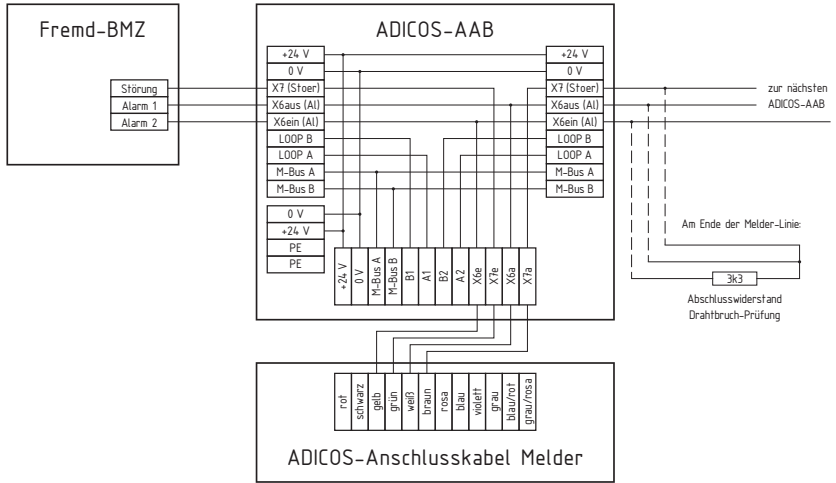 Fremd-BMZ
Störung
Alarm 1
Alarm 2
ADICOS-AAB
+24 V
0 V
X7 (Stoer)
X6aus (Al)
X6ein (Al)
LOOP B
LOOP A
M-Bus A
M-Bus B
0 V
+24 V
PE
PE
+24 V
0 V
X7 (Stoer)
X6aus (Al)
X6ein (Al)
LOOP B
LOOP A
M-Bus A
M-Bus B
+24 V
0 V
M-Bus A
M-Bus B
B1
A1
B2
A2
X6e
X7e
X6a
X7a
zur nächsten
ADICOS-AAB
Am Ende der Melder-Linie:
3k3
Abschlusswiderstand
Drahtbruch-Prüfung
rot
schwarz
gelb
grün
weiß
braun
rosa
blau
violett
grau
blau/rot
grau/rosa
ADICOS-Anschlusskabel Melder